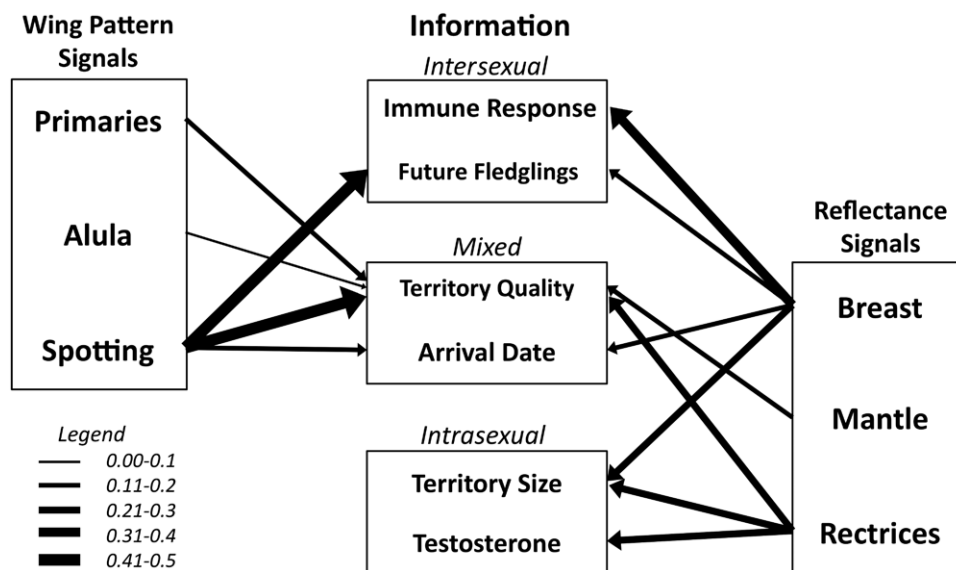 Wing Pattern
Signals
Primaries
Alula
Spotting
Legend
0.00-0.1
0.11-0.2
0.21-0.3
0.31-0.4
0.41-0.5
Information
Intersexual
Immune Response
Future Fledglings
Mixed
Territory Quality
Arrival Date
Intrasexual
Territory Size
Testosterone
Reflectance
Signals
Breast
Mantle
Rectrices